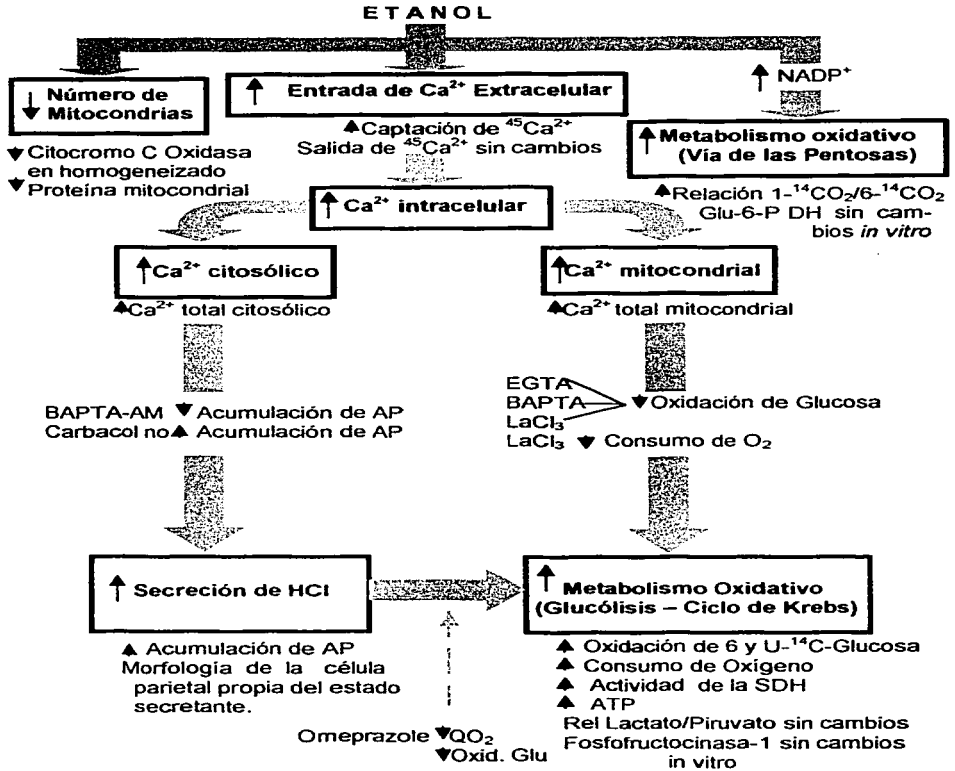 ETANOL
↓ Número de
Mitocondrias
▼ Citocromo C Oxidasa
en homogeneizado
▼ Proteína mitocondrial
↑ Entrada de Ca²⁺ Extracelular
▲ Captación de ⁴⁵Ca²⁺
Salida de ⁴⁵Ca²⁺ sin cambios
↑ NADP⁺
↑ Metabolismo oxidativo
(Vía de las Pentosas)
▲ Relación 1-¹⁴CO₂/6-¹⁴CO₂
Glu-6-P DH sin cam-
bios in vitro
↑ Ca²⁺ intracelular
↑ Ca²⁺ citosólico
▲ Ca²⁺ total citosólico
↑ Ca²⁺ mitocondrial
▲ Ca²⁺ total mitocondrial
BAPTA-AM ▼ Acumulación de AP
Carbacol no ▲ Acumulación de AP
EGTA
BAPTA ▼ Oxidación de Glucosa
LaCl₃
LaCl₃ ▼ Consumo de O₂
↑ Secreción de HCl
▲ Acumulación de AP
Morfología de la célula
parietal propia del estado
secretante.
↑ Metabolismo Oxidativo
(Glucólisis – Ciclo de Krebs)
▲ Oxidación de 6 y U-¹⁴C-Glucosa
▲ Consumo de Oxígeno
▲ Actividad de la SDH
▲ ATP
Rel Lactato/Piruvato sin cambios
Fosfofructocinasa-1 sin cambios
in vitro
Omeprazole ▼ QO₂
▼ Oxid. Glu